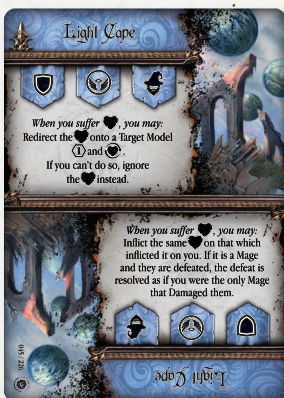 Light Cape
When you suffer , you may:
Redirect the onto a Target Model
1 and .
If you can't do so, ignore
the instead.
When you suffer , you may:
Inflict the same on that which
inflicted it on you. If it is a Mage
and they are defeated, the defeat is
resolved as if you were the only Mage
that Damaged them.
Light Cape